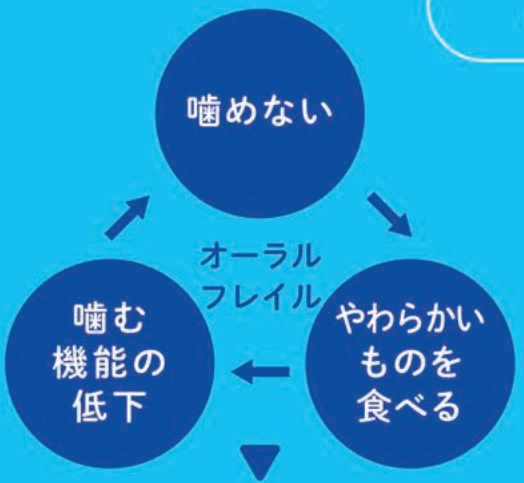 噛めない
オーラル
フレイル
やわらかい
ものを
食べる
噛む
機能の
低下